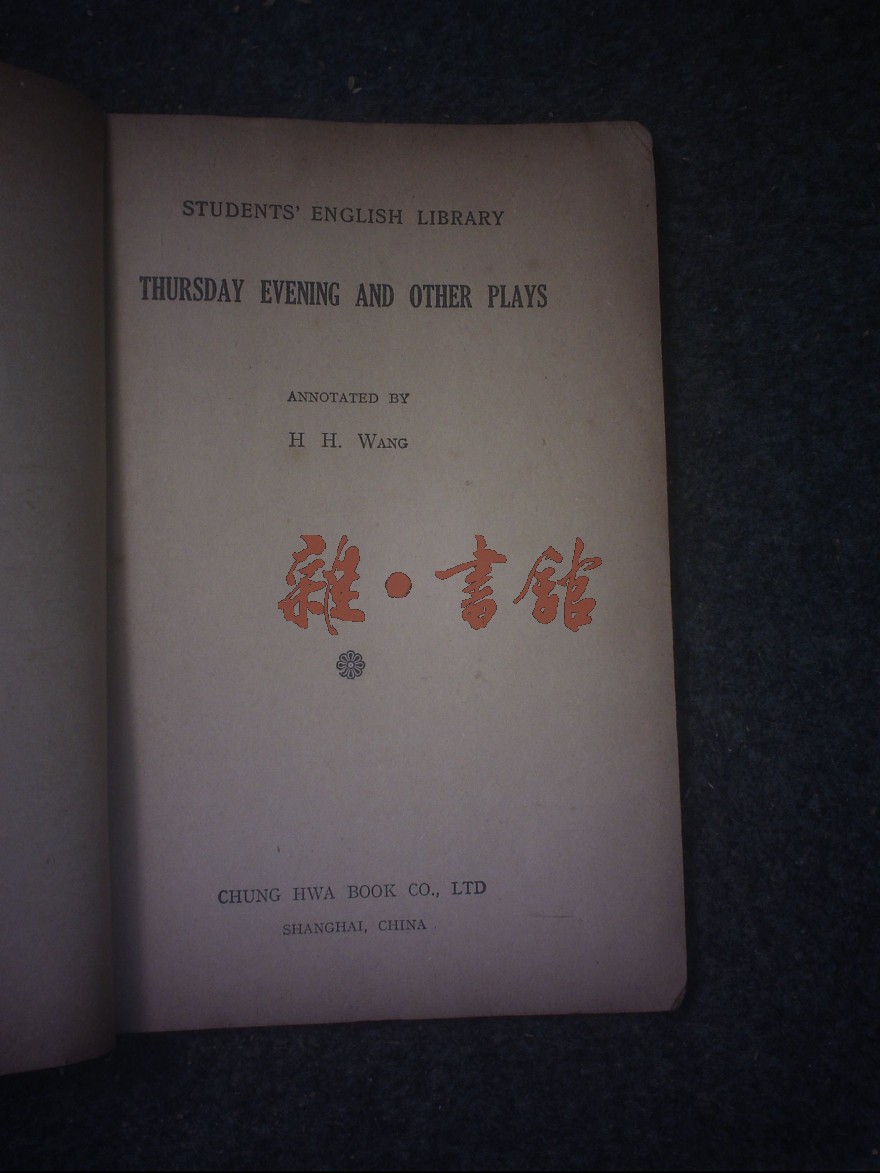 STUDENTS' ENGLISH LIBRARY
THURSDAY EVENING AND OTHER PLAYS
ANNOTATED BY
H H. WANG
雜・書館
CHUNG HWA BOOK CO., LTD
SHANGHAI, CHINA